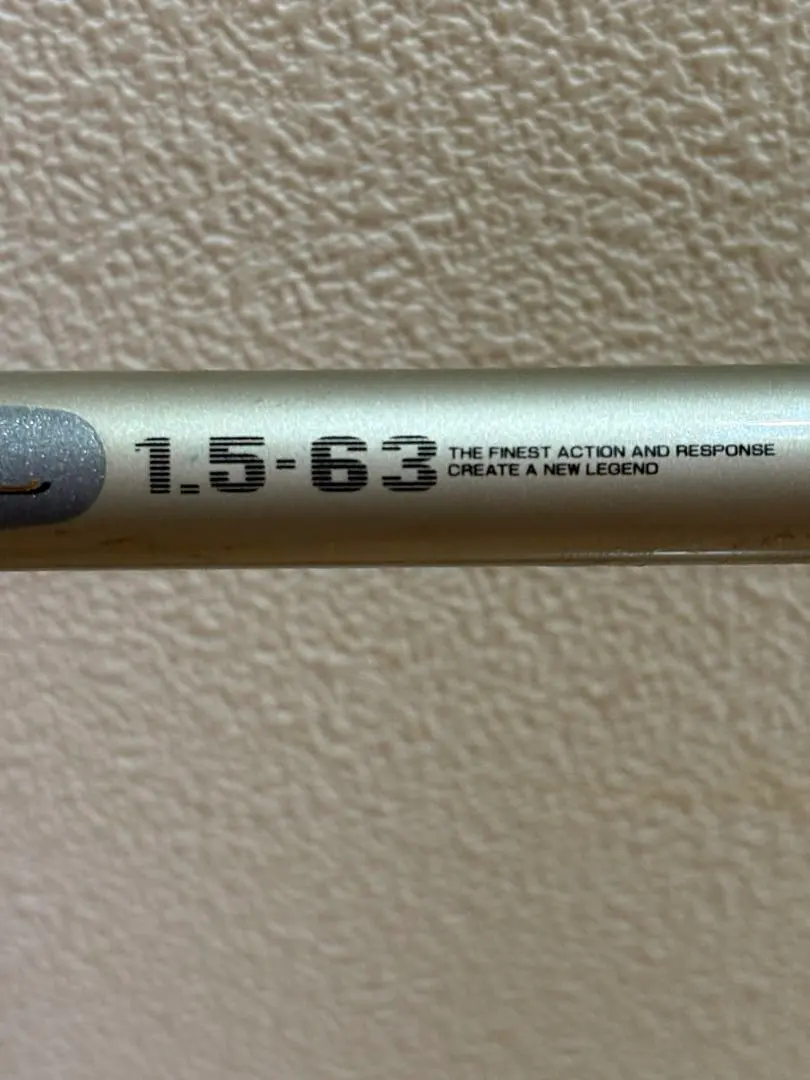 1.5-63
THE FINEST ACTION AND RESPONSE
CREATE A NEW LEGEND